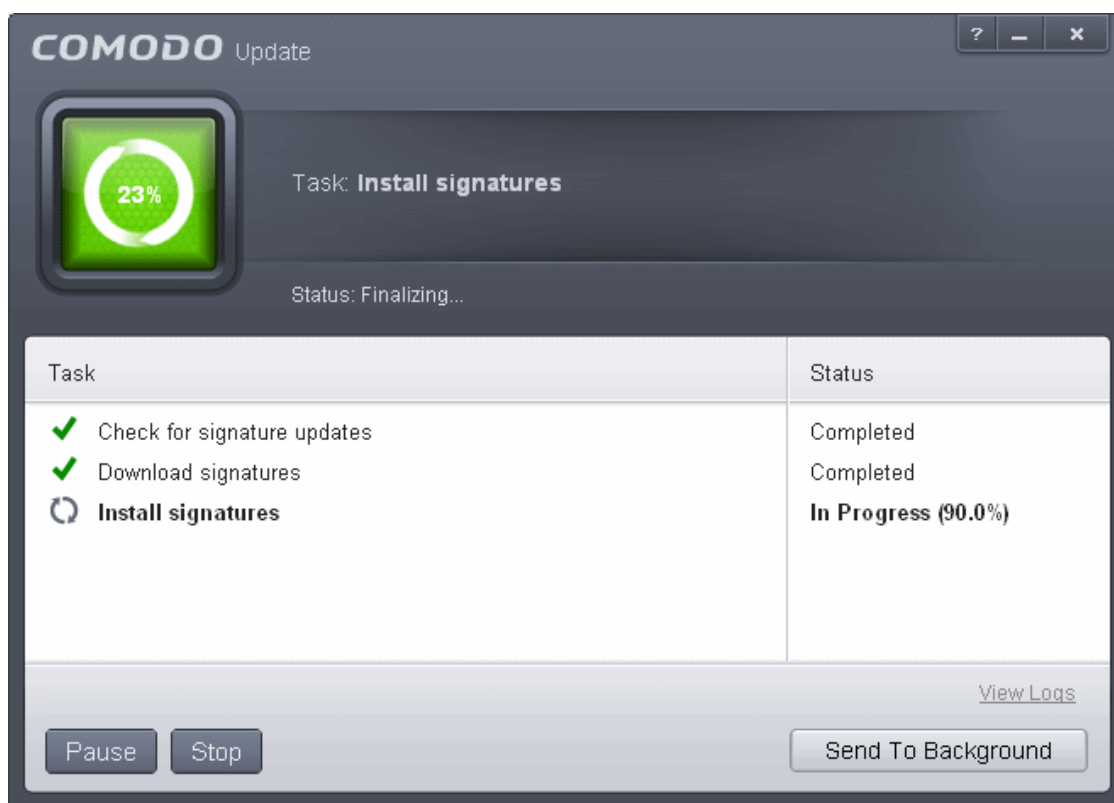 COMODO Update
?
23%
Task: Install signatures
Status: Finalizing...
Task Status
Check for signature updates Completed
Download signatures Completed
Install signatures In Progress (90.0%)
View Logs
Pause Stop Send To Background